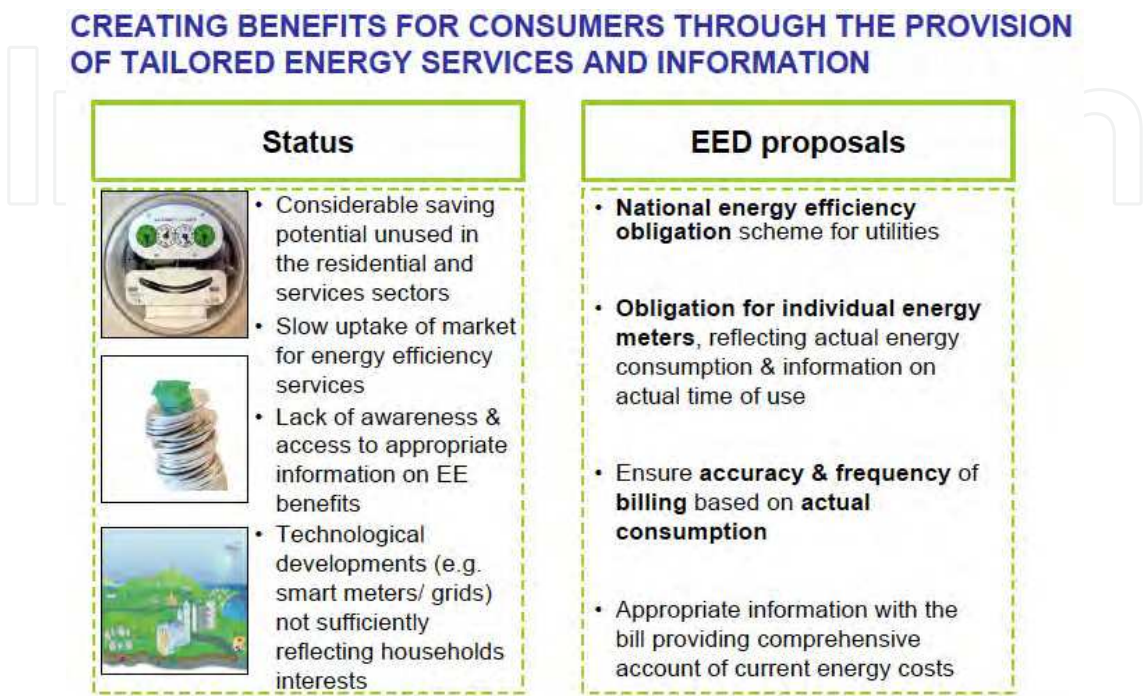 CREATING BENEFITS FOR CONSUMERS THROUGH THE PROVISION
OF TAILORED ENERGY SERVICES AND INFORMATION
Status
• Considerable saving
potential unused in
the residential and
services sectors
• Slow uptake of market
for energy efficiency
services
• Lack of awareness &
access to appropriate
information on EE
benefits
• Technological
developments (e.g.
smart meters/ grids)
not sufficiently
reflecting households
interests
EED proposals
• National energy efficiency
obligation scheme for utilities
• Obligation for individual energy
meters, reflecting actual energy
consumption & information on
actual time of use
• Ensure accuracy & frequency of
billing based on actual
consumption
• Appropriate information with the
bill providing comprehensive
account of current energy costs